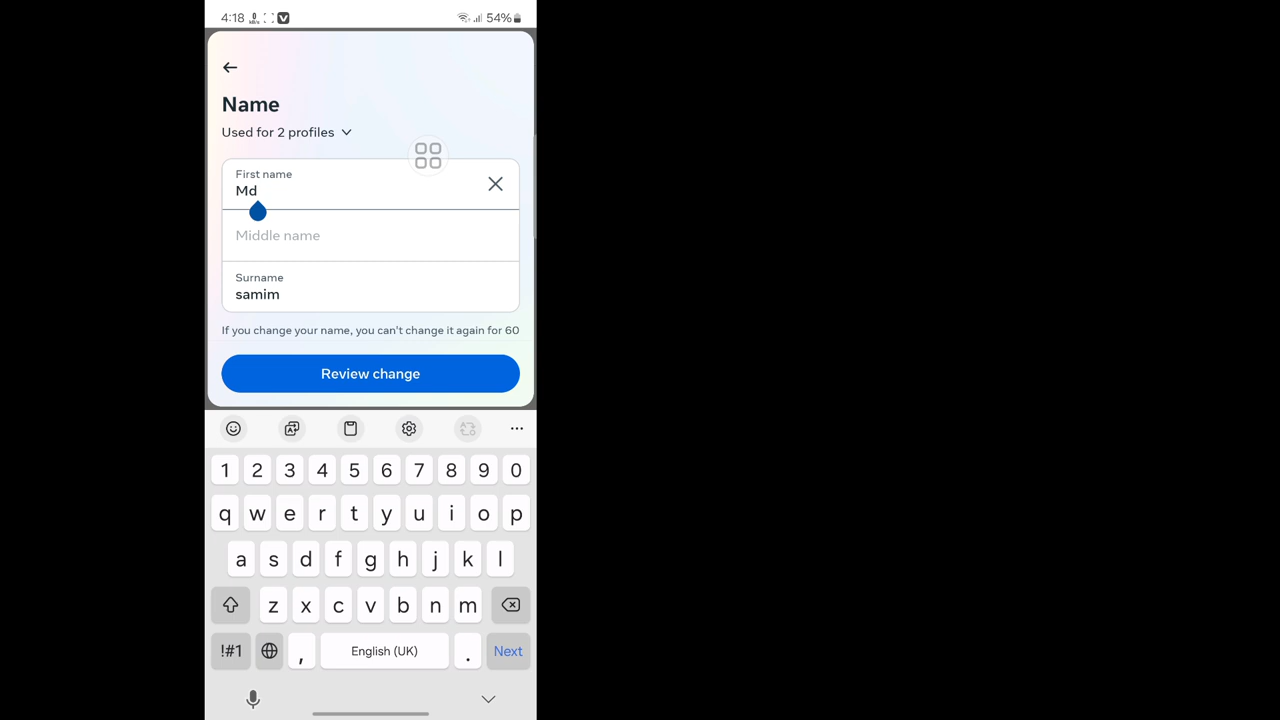 4:18 54%
Name
Used for 2 profiles
First name
Md
Middle name
Surname
samim
If you change your name, you can't change it again for 60
Review change
1 2 3 4 5 6 7 8 9 0
q w e r t y u i o p
a s d f g h j k l
z x c v b n m
!#1 , English (UK) . Next